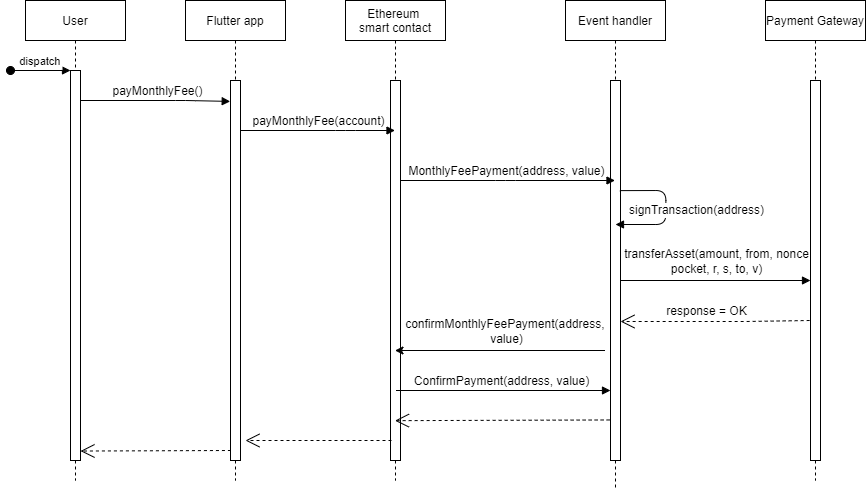 User
Flutter app
Ethereum
smart contact
Event handler
Payment Gateway
dispatch
payMonthlyFee()
payMonthlyFee(account)
MonthlyFeePayment(address, value)
signTransaction(address)
transferAsset(amount, from, nonce
pocket, r, s, to, v)
response = OK
confirmMonthlyFeePayment(address,
value)
ConfirmPayment(address, value)